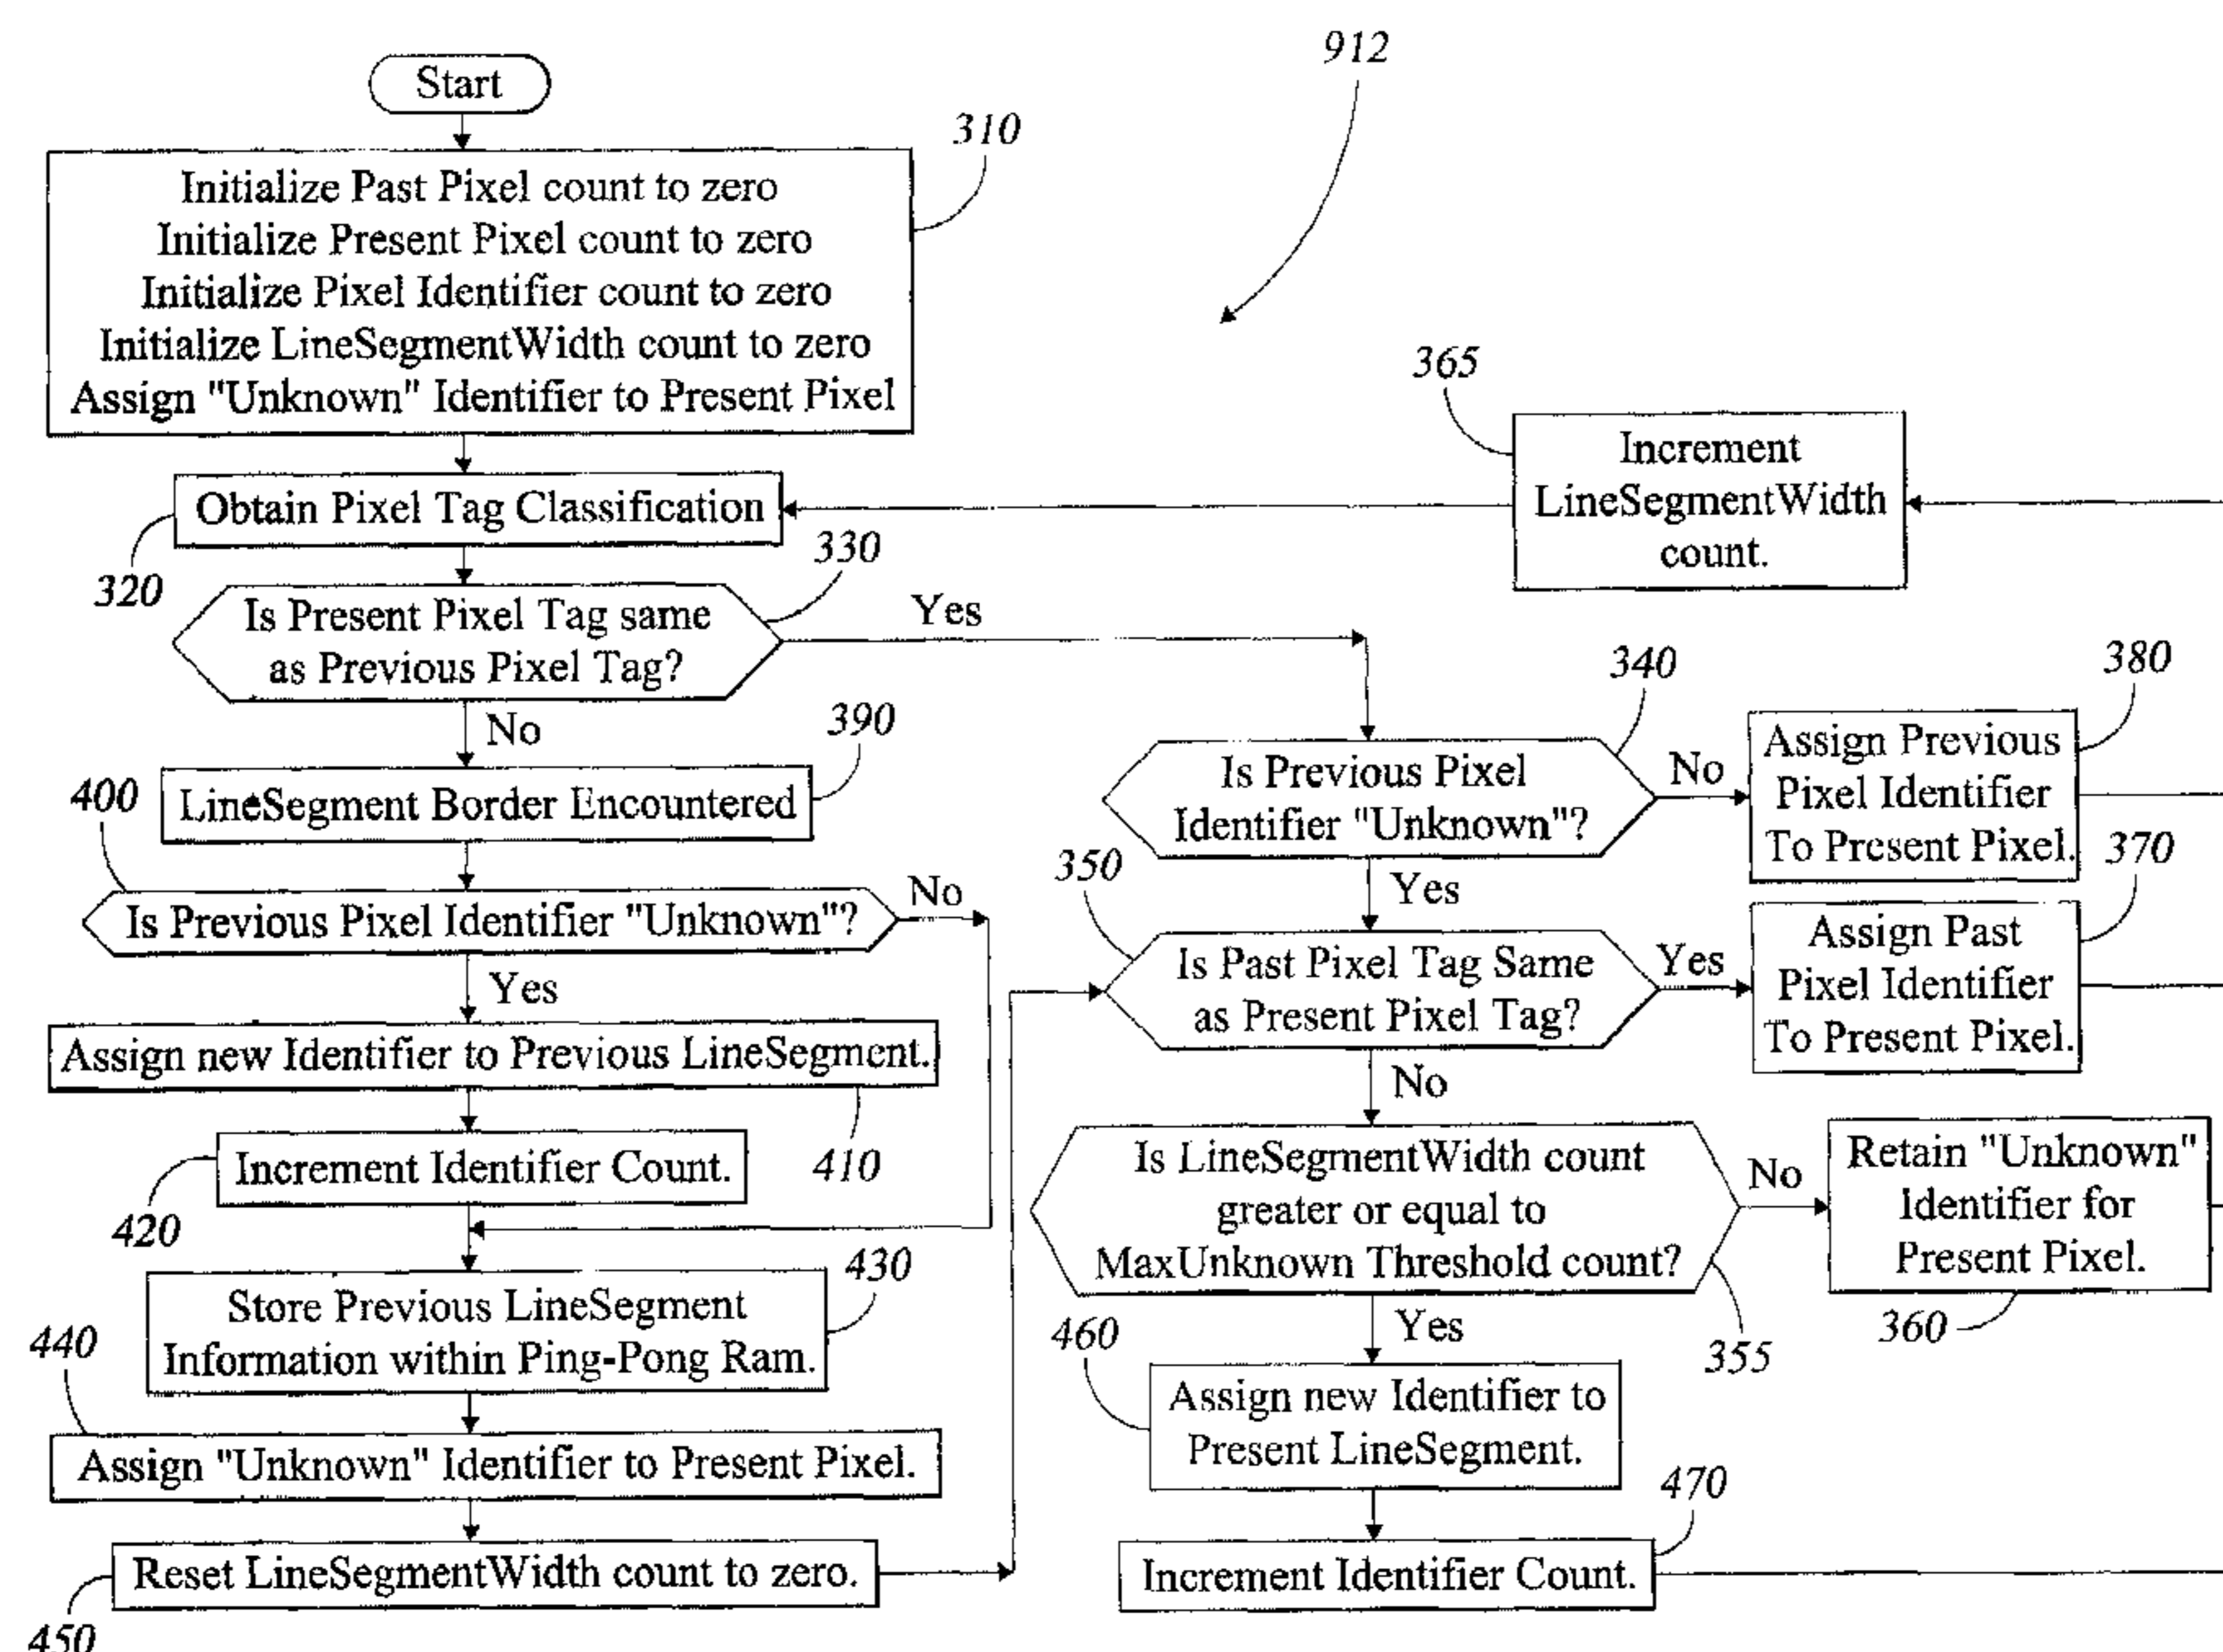 912
Start
310
Initialize Past Pixel count to zero
Initialize Present Pixel count to zero
Initialize Pixel Identifier count to zero
Initialize LineSegmentWidth count to zero
Assign "Unknown" Identifier to Present Pixel
365
Increment
LineSegmentWidth
count.
Obtain Pixel Tag Classification
320
330
Is Present Pixel Tag same
as Previous Pixel Tag?
Yes
No
390
LineSegment Border Encountered
400
Is Previous Pixel Identifier "Unknown"?
No
Yes
Assign new Identifier to Previous LineSegment.
410
Increment Identifier Count.
420
430
Store Previous LineSegment
Information within Ping-Pong Ram.
440
Assign "Unknown" Identifier to Present Pixel.
Reset LineSegmentWidth count to zero.
450
340
Is Previous Pixel
Identifier "Unknown"?
No
Yes
380
Assign Previous
Pixel Identifier
To Present Pixel.
350
Is Past Pixel Tag Same
as Present Pixel Tag?
Yes
No
370
Assign Past
Pixel Identifier
To Present Pixel.
Is LineSegmentWidth count
greater or equal to
MaxUnknown Threshold count?
355
No
Yes
Retain "Unknown"
Identifier for
Present Pixel.
360
460
Assign new Identifier to
Present LineSegment.
470
Increment Identifier Count.